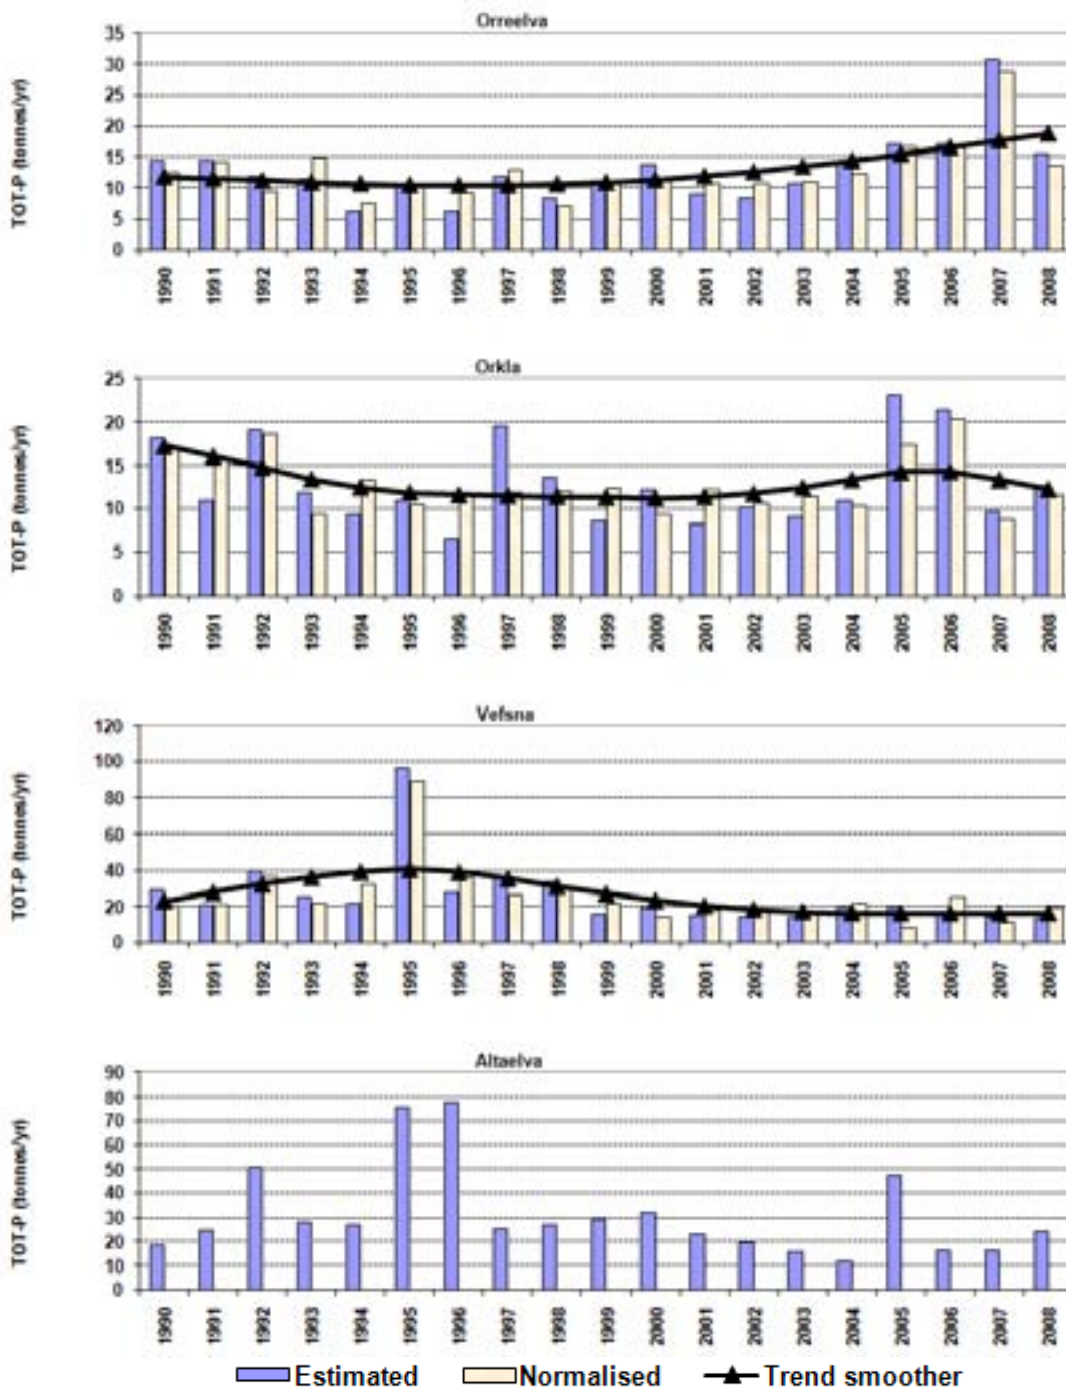 Orreelva
TOT-P (tonnes/yr)
35
30
25
20
15
10
5
0
1990 1991 1992 1993 1994 1995 1996 1997 1998 1999 2000 2001 2002 2003 2004 2005 2006 2007 2008
Orkla
TOT-P (tonnes/yr)
25
20
15
10
5
0
1990 1991 1992 1993 1994 1995 1996 1997 1998 1999 2000 2001 2002 2003 2004 2005 2006 2007 2008
Vefsna
TOT-P (tonnes/yr)
120
100
80
60
40
20
0
1990 1991 1992 1993 1994 1995 1996 1997 1998 1999 2000 2001 2002 2003 2004 2005 2006 2007 2008
Altaelva
TOT-P (tonnes/yr)
90
80
70
60
50
40
30
20
10
0
1990 1991 1992 1993 1994 1995 1996 1997 1998 1999 2000 2001 2002 2003 2004 2005 2006 2007 2008
Estimated Normalised Trend smoother